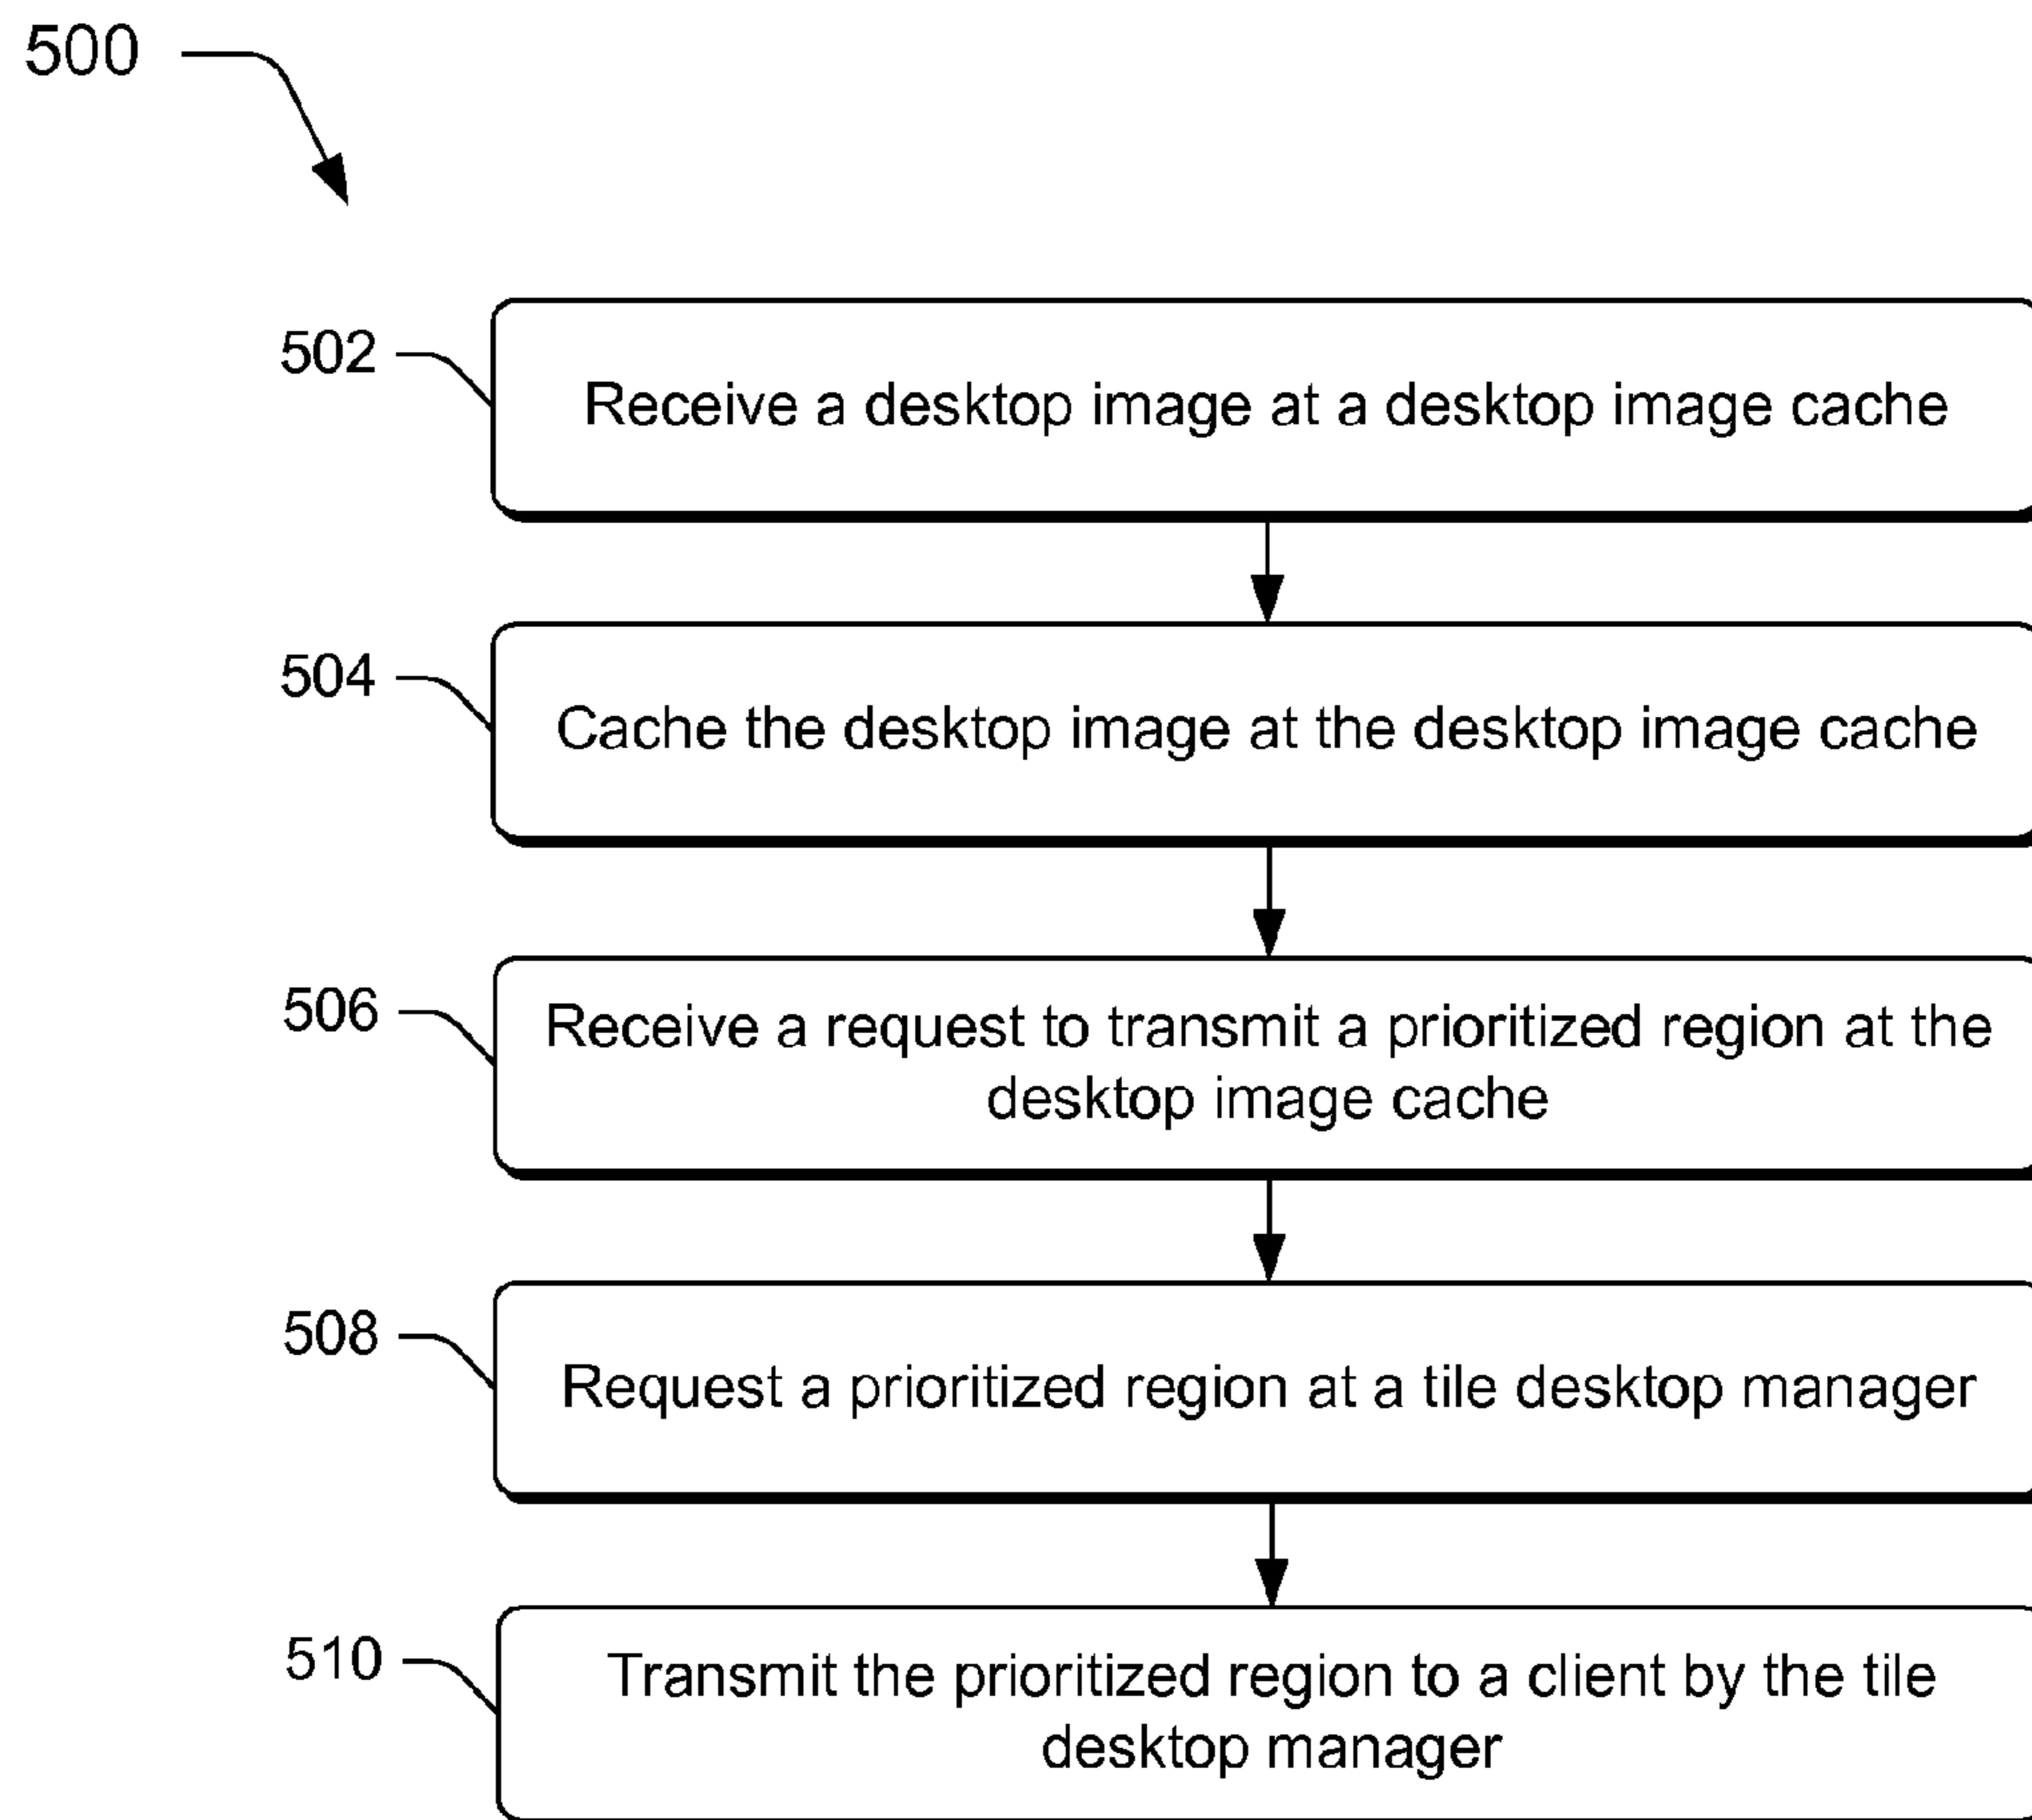 500
502
Receive a desktop image at a desktop image cache
504
Cache the desktop image at the desktop image cache
506
Receive a request to transmit a prioritized region at the
desktop image cache
508
Request a prioritized region at a tile desktop manager
510
Transmit the prioritized region to a client by the tile
desktop manager